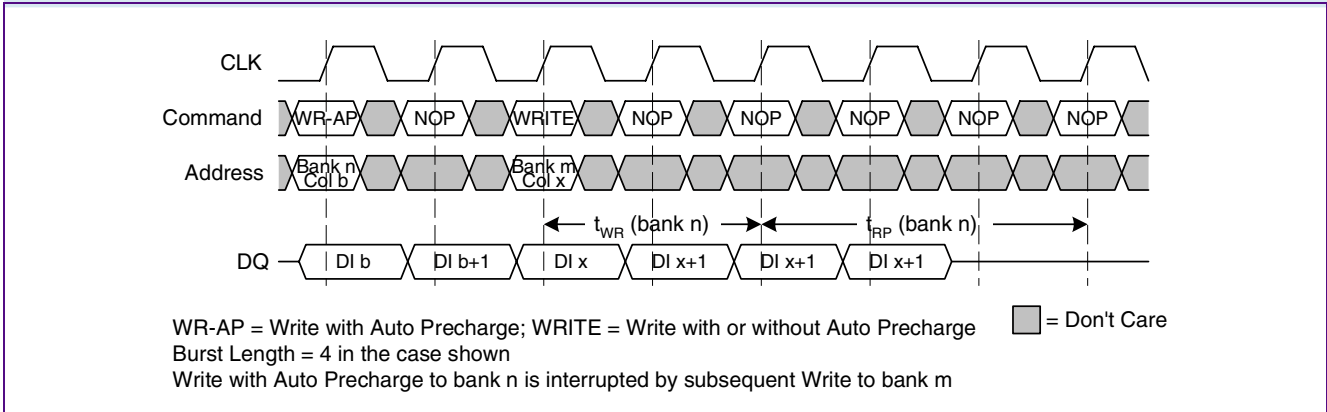 CLK
Command WR-AP NOP WRITE NOP NOP NOP NOP NOP
Address Bank n Col b Bank m Col x
tWR (bank n) tRP (bank n)
DQ DI b DI b+1 DI x DI x+1 DI x+1 DI x+1
WR-AP = Write with Auto Precharge; WRITE = Write with or without Auto Precharge = Don't Care
Burst Length = 4 in the case shown
Write with Auto Precharge to bank n is interrupted by subsequent Write to bank m